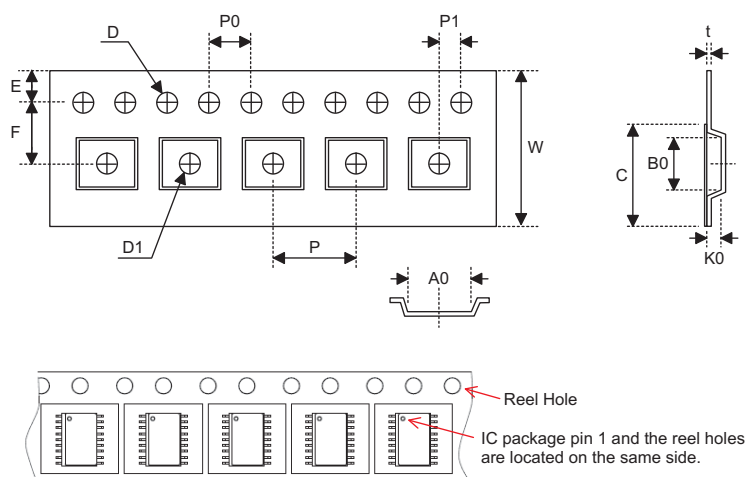 D
P0
P1
t
E
F
W
C
B0
D1
P
K0
A0
Reel Hole
IC package pin 1 and the reel holes
are located on the same side.